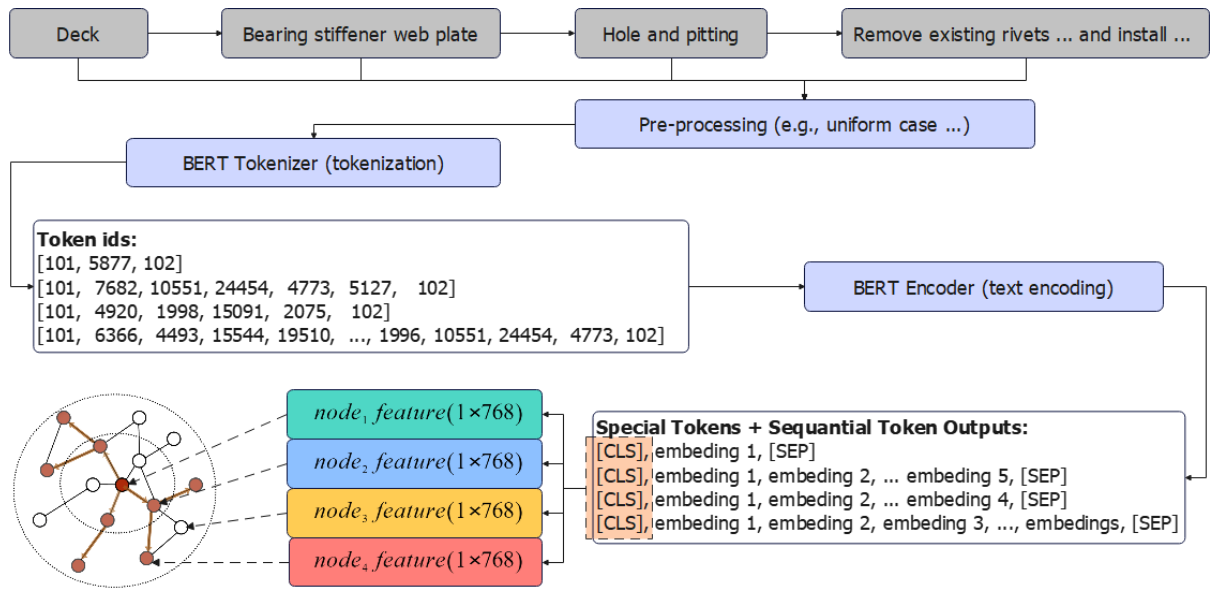 Deck
Bearing stiffener web plate
Hole and pitting
Remove existing rivets ... and install ...
Pre-processing (e.g., uniform case ...)
BERT Tokenizer (tokenization)
Token ids:
[101, 5877, 102]
[101, 7682, 10551, 24454, 4773, 5127, 102]
[101, 4920, 1998, 15091, 2075, 102]
[101, 6366, 4493, 15544, 19510, ..., 1996, 10551, 24454, 4773, 102]
BERT Encoder (text encoding)
Special Tokens + Sequantial Token Outputs:
[CLS], embeding 1, [SEP]
[CLS], embeding 1, embeding 2, ... embeding 5, [SEP]
[CLS], embeding 1, embeding 2, ... embeding 4, [SEP]
[CLS], embeding 1, embeding 2, embeding 3, ..., embedings, [SEP]
node₁ feature(1×768)
node₂ feature(1×768)
node₃ feature(1×768)
node₄ feature(1×768)